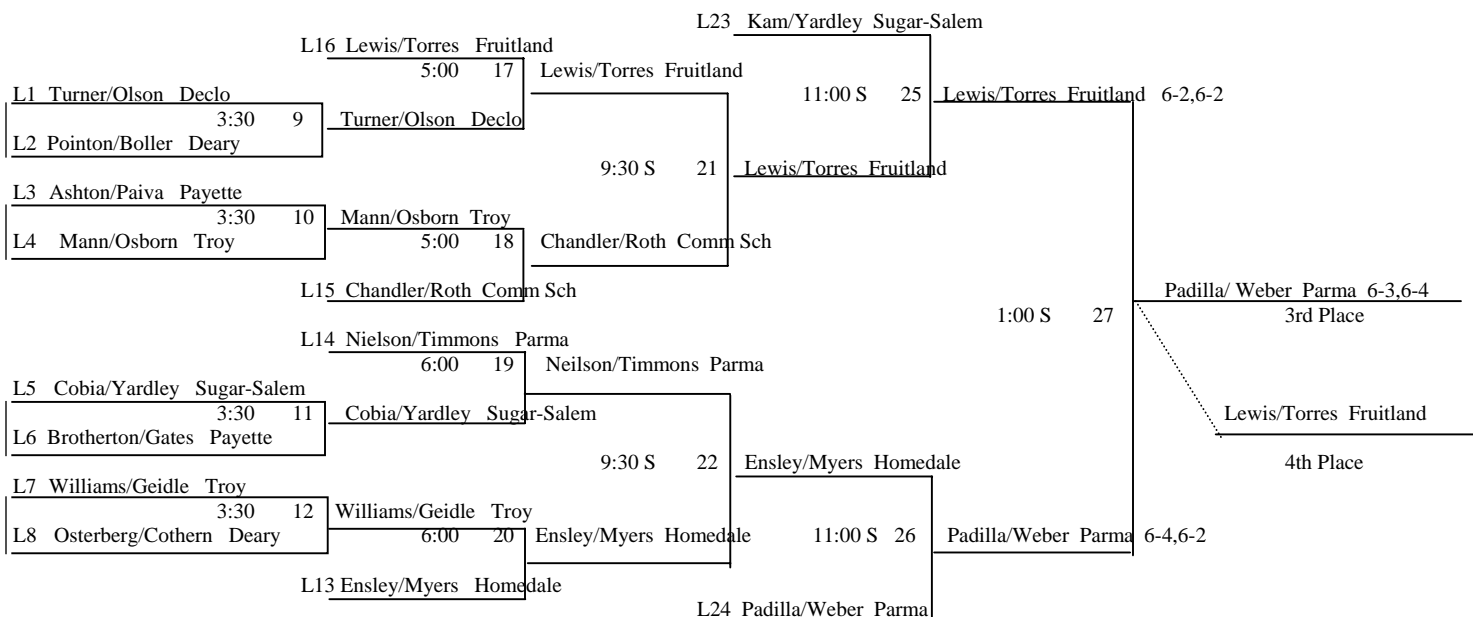 L23 Kam/Yardley Sugar-Salem
L16 Lewis/Torres Fruitland
5:00 17 Lewis/Torres Fruitland
L1 Turner/Olson Declo
11:00 S 25 Lewis/Torres Fruitland 6-2,6-2
3:30 9 Turner/Olson Declo
L2 Pointon/Boller Deary
9:30 S 21 Lewis/Torres Fruitland
L3 Ashton/Paiva Payette
3:30 10 Mann/Osborn Troy
L4 Mann/Osborn Troy
5:00 18 Chandler/Roth Comm Sch
L15 Chandler/Roth Comm Sch
Padilla/ Weber Parma 6-3,6-4
1:00 S 27
3rd Place
L14 Nielson/Timmons Parma
6:00 19 Neilson/Timmons Parma
L5 Cobia/Yardley Sugar-Salem
3:30 11 Cobia/Yardley Sugar-Salem
Lewis/Torres Fruitland
L6 Brotherton/Gates Payette
9:30 S 22 Ensley/Myers Homedale
4th Place
L7 Williams/Geidle Troy
3:30 12 Williams/Geidle Troy
L8 Osterberg/Cothern Deary
6:00 20 Ensley/Myers Homedale
11:00 S 26 Padilla/Weber Parma 6-4,6-2
L13 Ensley/Myers Homedale
L24 Padilla/Weber Parma